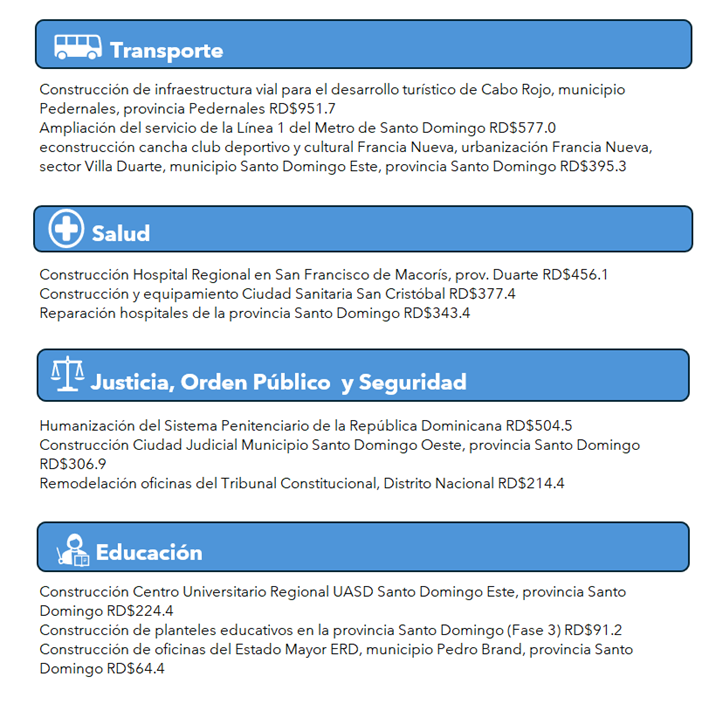 Transporte
Construcción de infraestructura vial para el desarrollo turístico de Cabo Rojo, municipio
Pedernales, provincia Pedernales RD$951.7
Ampliación del servicio de la Línea 1 del Metro de Santo Domingo RD$577.0
econstrucción cancha club deportivo y cultural Francia Nueva, urbanización Francia Nueva,
sector Villa Duarte, municipio Santo Domingo Este, provincia Santo Domingo RD$395.3
Salud
Construcción Hospital Regional en San Francisco de Macorís, prov. Duarte RD$456.1
Construcción y equipamiento Ciudad Sanitaria San Cristóbal RD$377.4
Reparación hospitales de la provincia Santo Domingo RD$343.4
Justicia, Orden Público y Seguridad
Humanización del Sistema Penitenciario de la República Dominicana RD$504.5
Construcción Ciudad Judicial Municipio Santo Domingo Oeste, provincia Santo Domingo
RD$306.9
Remodelación oficinas del Tribunal Constitucional, Distrito Nacional RD$214.4
Educación
Construcción Centro Universitario Regional UASD Santo Domingo Este, provincia Santo
Domingo RD$224.4
Construcción de planteles educativos en la provincia Santo Domingo (Fase 3) RD$91.2
Construcción de oficinas del Estado Mayor ERD, municipio Pedro Brand, provincia Santo
Domingo RD$64.4